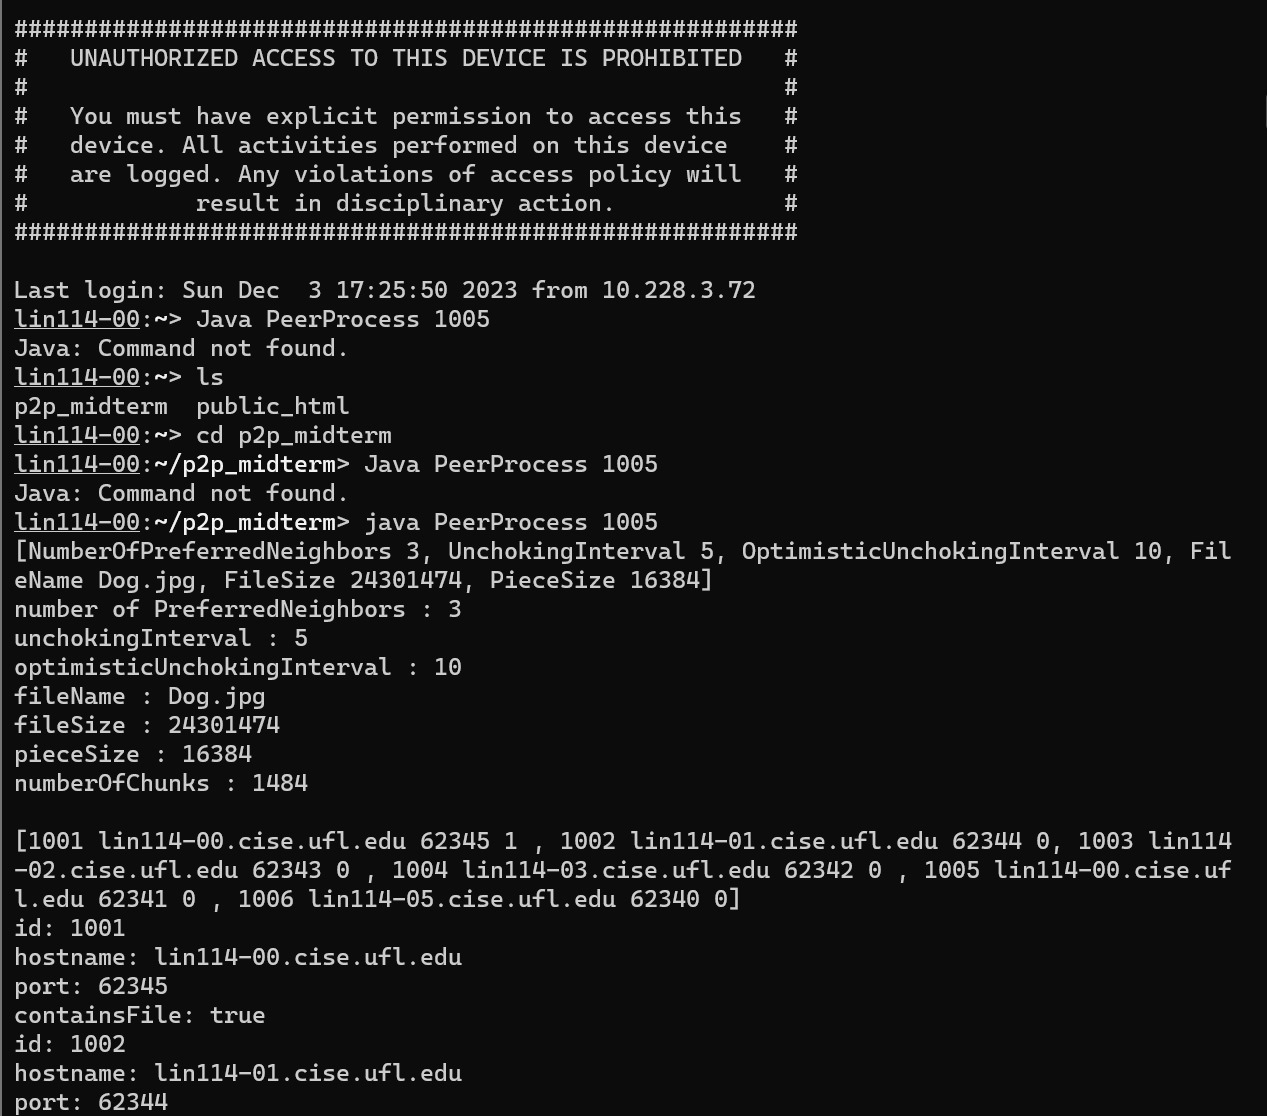 ########################################################
#   UNAUTHORIZED ACCESS TO THIS DEVICE IS PROHIBITED   #
#                                                      #
#   You must have explicit permission to access this   #
#   device. All activities performed on this device    #
#   are logged. Any violations of access policy will   #
#            result in disciplinary action.            #
########################################################
Last login: Sun Dec  3 17:25:50 2023 from 10.228.3.72
lin114-00:~> Java PeerProcess 1005
Java: Command not found.
lin114-00:~> ls
p2p_midterm  public_html
lin114-00:~> cd p2p_midterm
lin114-00:~/p2p_midterm> Java PeerProcess 1005
Java: Command not found.
lin114-00:~/p2p_midterm> java PeerProcess 1005
[NumberOfPreferredNeighbors 3, UnchokingInterval 5, OptimisticUnchokingInterval 10, Fil
eName Dog.jpg, FileSize 24301474, PieceSize 16384]
number of PreferredNeighbors : 3
unchokingInterval : 5
optimisticUnchokingInterval : 10
fileName : Dog.jpg
fileSize : 24301474
pieceSize : 16384
numberOfChunks : 1484
[1001 lin114-00.cise.ufl.edu 62345 1 , 1002 lin114-01.cise.ufl.edu 62344 0, 1003 lin114
-02.cise.ufl.edu 62343 0 , 1004 lin114-03.cise.ufl.edu 62342 0 , 1005 lin114-00.cise.uf
l.edu 62341 0 , 1006 lin114-05.cise.ufl.edu 62340 0]
id: 1001
hostname: lin114-00.cise.ufl.edu
port: 62345
containsFile: true
id: 1002
hostname: lin114-01.cise.ufl.edu
port: 62344